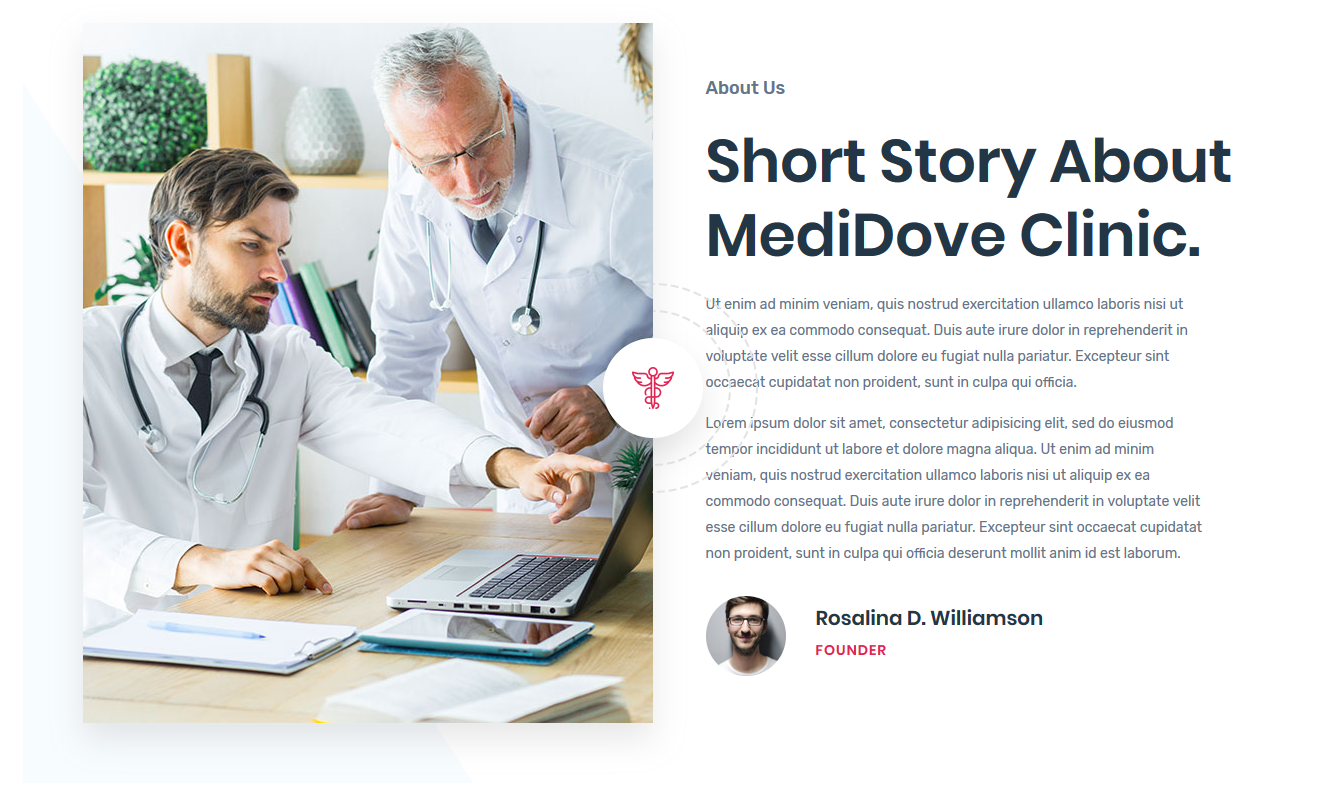 About Us
Short Story About
MediDove Clinic.
Ut enim ad minim veniam, quis nostrud exercitation ullamco laboris nisi ut
aliquip ex ea commodo consequat. Duis aute irure dolor in reprehenderit in
voluptate velit esse cillum dolore eu fugiat nulla pariatur. Excepteur sint
occaecat cupidatat non proident, sunt in culpa qui officia.
Lorem ipsum dolor sit amet, consectetur adipisicing elit, sed do eiusmod
tempor incididunt ut labore et dolore magna aliqua. Ut enim ad minim
veniam, quis nostrud exercitation ullamco laboris nisi ut aliquip ex ea
commodo consequat. Duis aute irure dolor in reprehenderit in voluptate velit
esse cillum dolore eu fugiat nulla pariatur. Excepteur sint occaecat cupidatat
non proident, sunt in culpa qui officia deserunt mollit anim id est laborum.
Rosalina D. Williamson
FOUNDER